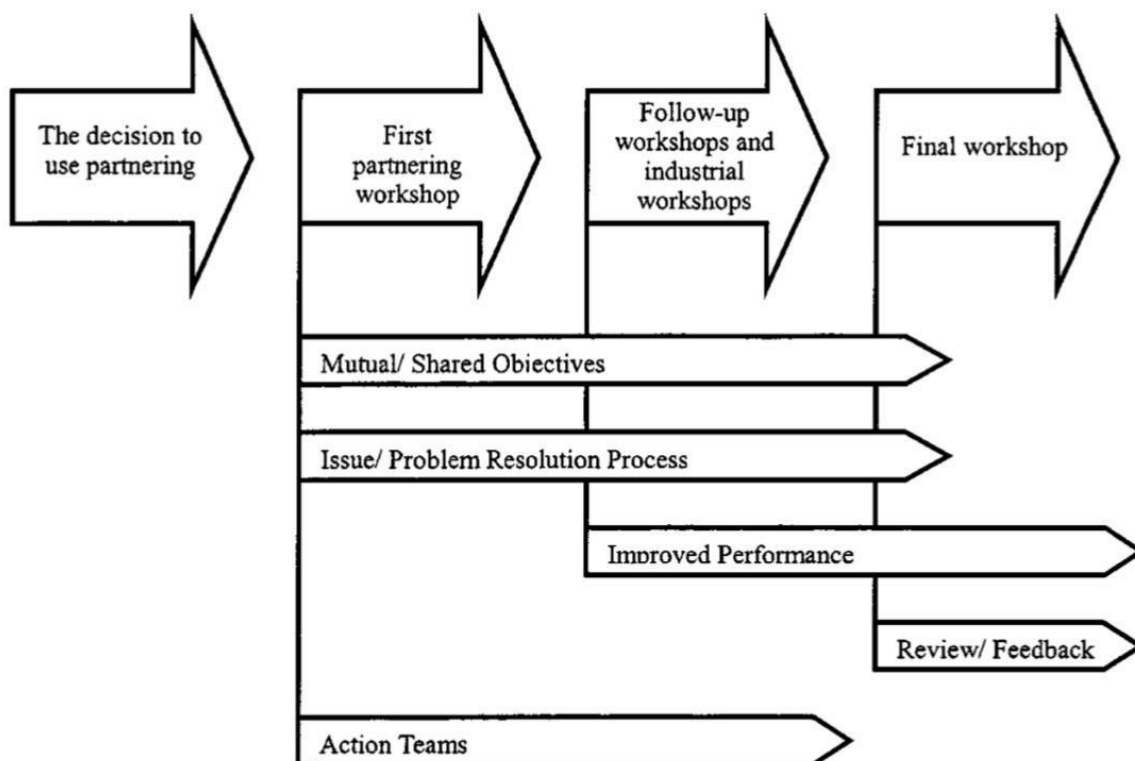 The decision to
use partnering
First
partnering
workshop
Follow-up
workshops and
industrial
workshops
Final workshop
Mutual/ Shared Objectives
Issue/ Problem Resolution Process
Improved Performance
Review/ Feedback
Action Teams